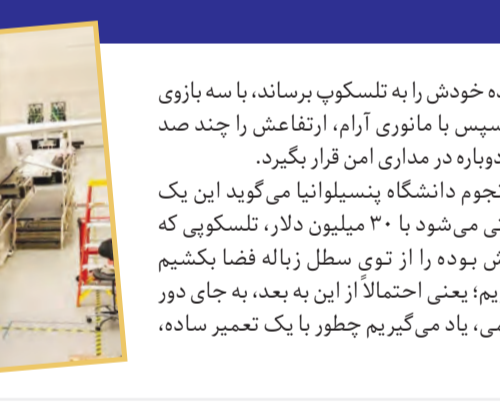 خودش را به تلسکوپ برساند، با سه بازوی
سپس با مانوری آرام، ارتفاعش را چند صد
دوباره در مداری امن قرار بگیرد.
نجوم دانشگاه پنسیلوانیا می‌گوید این یک
می‌شود با ۳۰ میلیون دلار، تلسکوپی که
بوده را از توی سطل زباله فضا بکشیم
یعنی احتمالاً از این به بعد، به جای دور
یاد می‌گیریم چطور با یک تعمیر ساده،